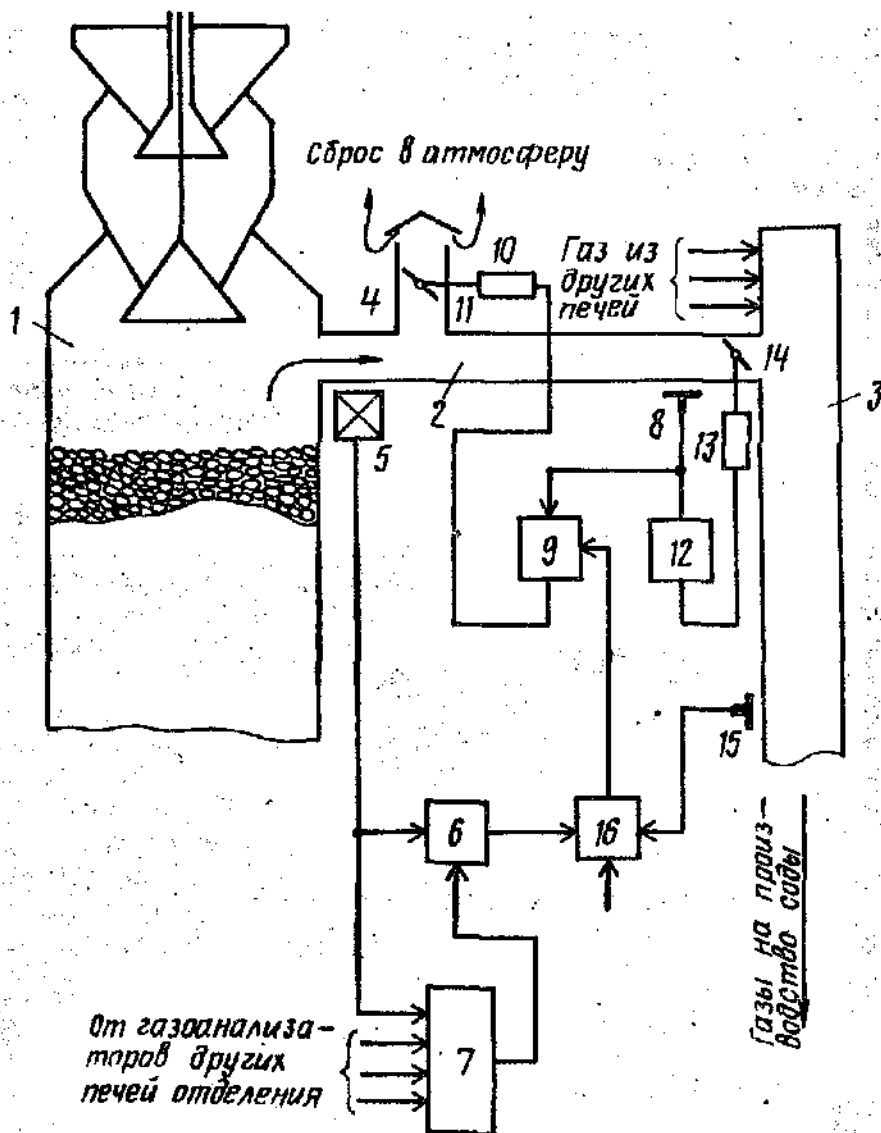 Сброс в атмосферу
Газ из
других
печей
10
4
11
1
14
2
3
8
13
5
9
12
15
6
16
Газы на произ-
водство соды
От газоанализа-
торов других
печей отделения
7